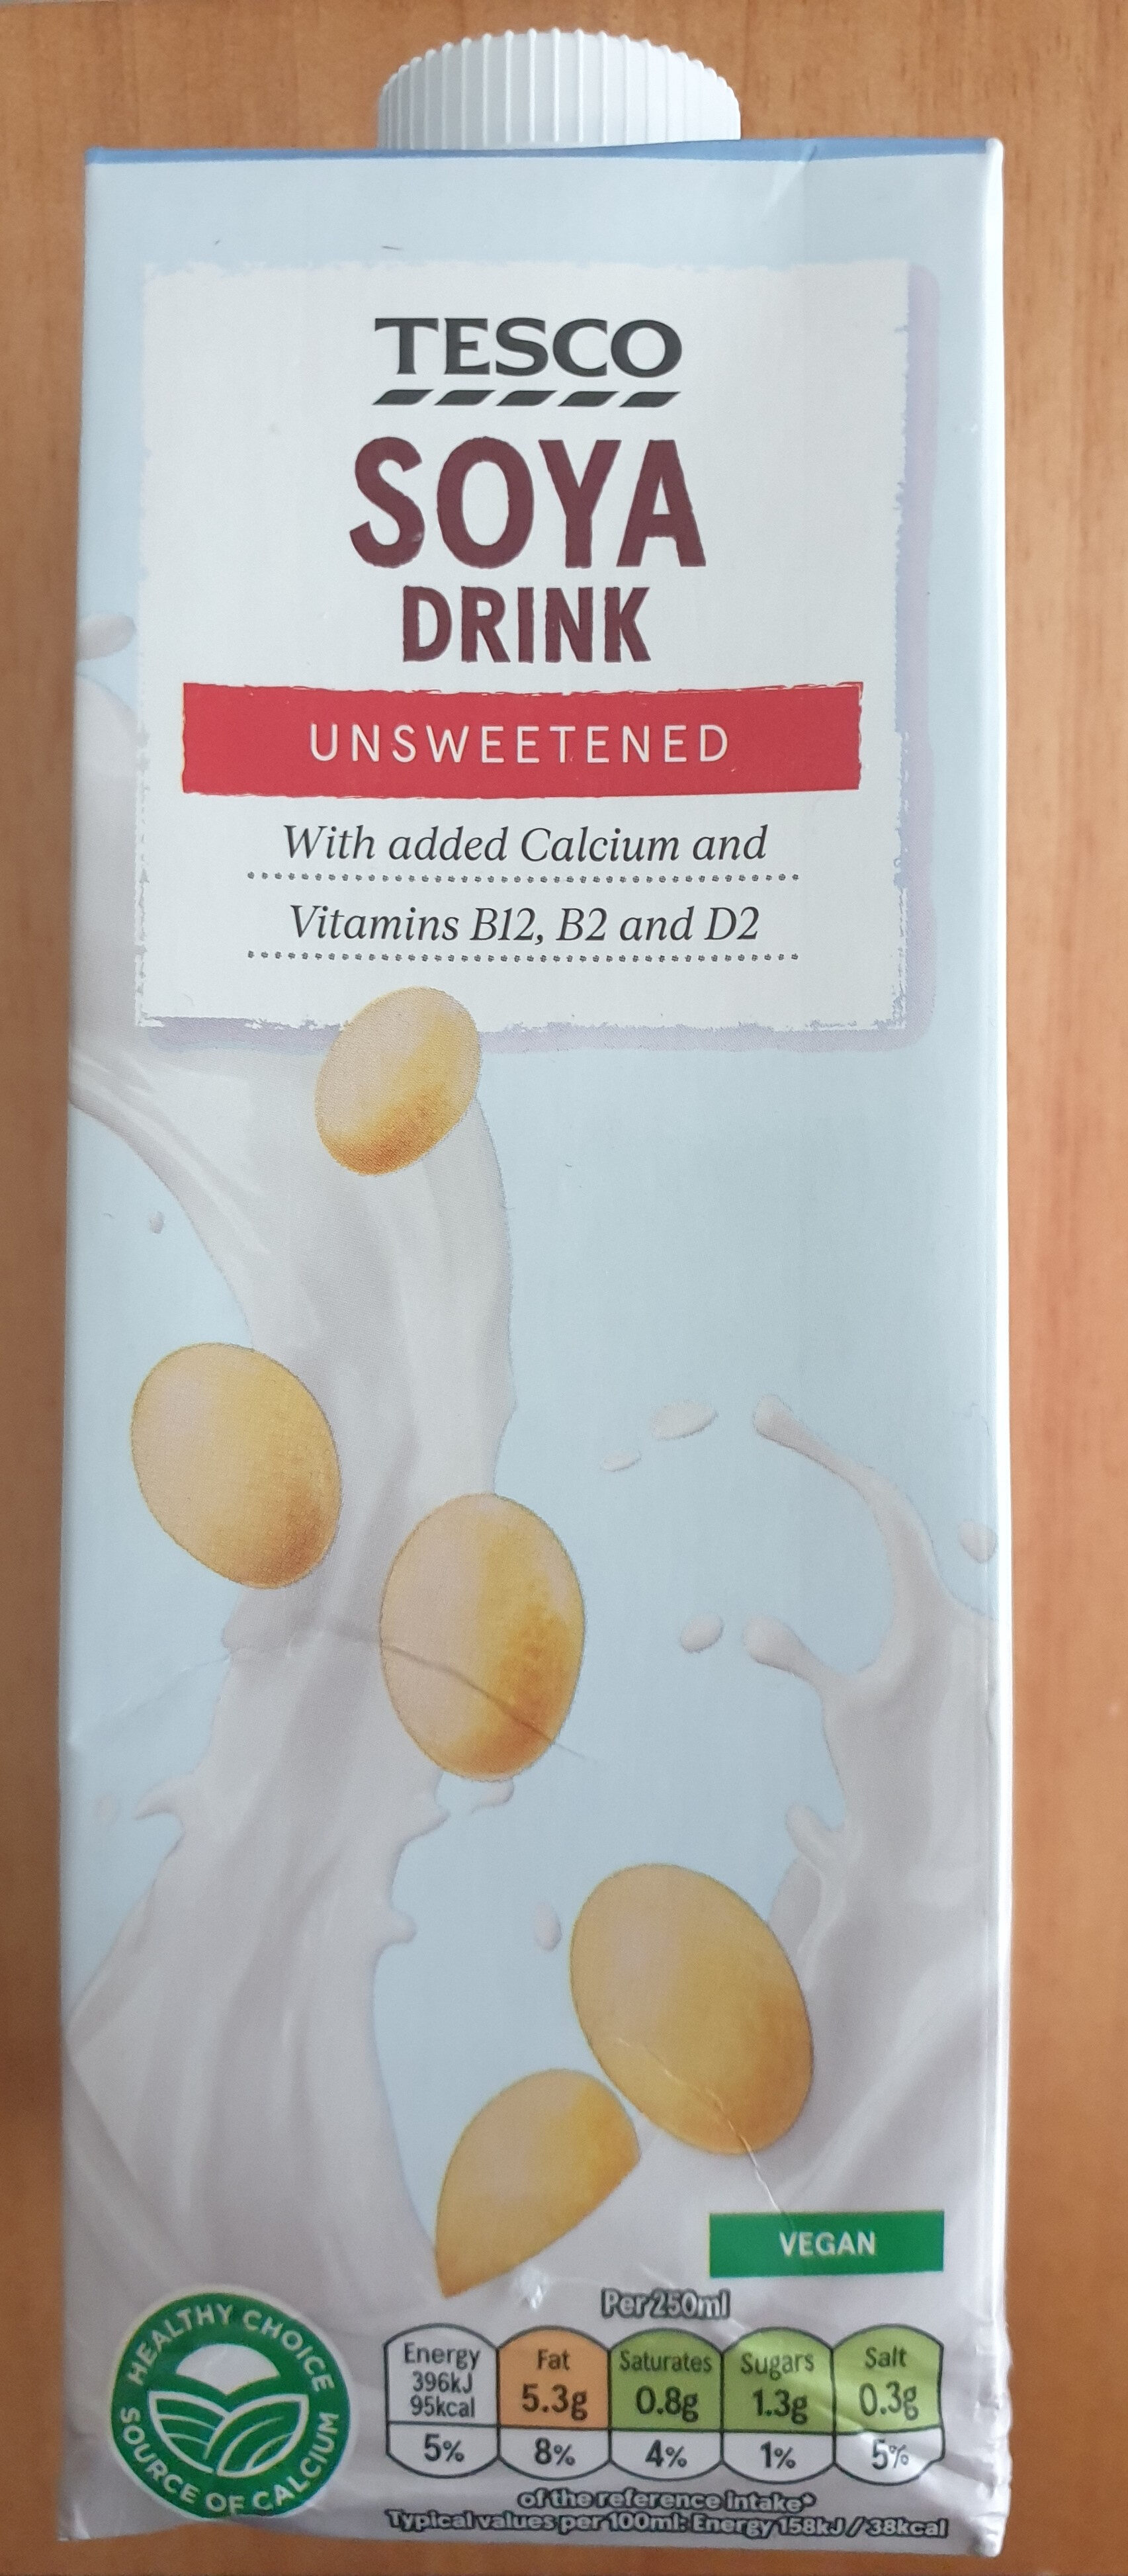 TESCO
SOYA
DRINK
UNSWEETENED
With added Calcium and
Vitamins B12, B2 and D2
VEGAN
HEALTHY CHOICE
SOURCE OF CALCIUM
Per 250ml
Energy 396kJ 95kcal 5%
Fat 5.3g 8%
Saturates 0.8g 4%
Sugars 1.3g 1%
Salt 0.3g 5%
of the reference intake*
Typical values per 100ml: Energy 158kJ / 38kcal